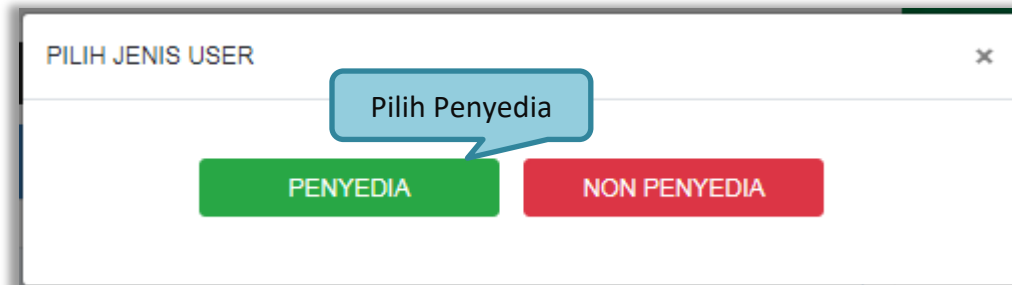 PILIH JENIS USER ×
Pilih Penyedia
PENYEDIA
NON PENYEDIA